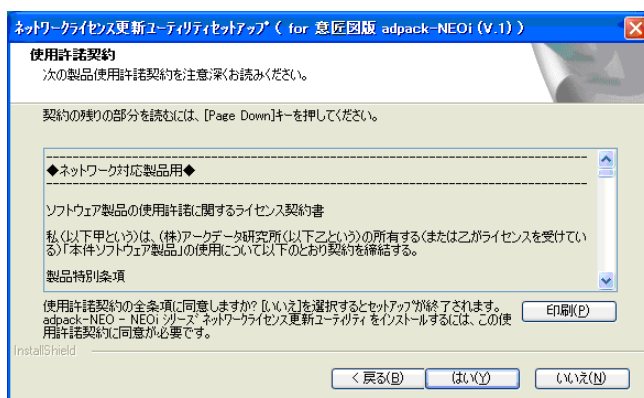 ネットワークライセンス更新ユーティリティセットアップ ( for 意匠図版 adpack-NEOi (V.1) )
使用許諾契約
次の製品使用許諾契約を注意深くお読みください。
契約の残りの部分を読むには、[Page Down]キーを押してください。
--------------------------------------------------------------------------------
◆ネットワーク対応製品用◆
--------------------------------------------------------------------------------
ソフトウェア製品の使用許諾に関するライセンス契約書
私(以下甲という)は、(株)アークデータ研究所(以下乙という)の所有する(または乙がライセンスを受けてい
る)「本件ソフトウェア製品」の使用について以下のとおり契約を締結する。
製品特別条項
使用許諾契約の全条項に同意しますか? [いいえ]を選択するとセットアップが終了されます。
adpack-NEO - NEOi シリーズ ネットワークライセンス更新ユーティリティ をインストールするには、この使
用許諾契約に同意が必要です。
印刷(P)
InstallShield
< 戻る(B)
はい(Y)
いいえ(N)